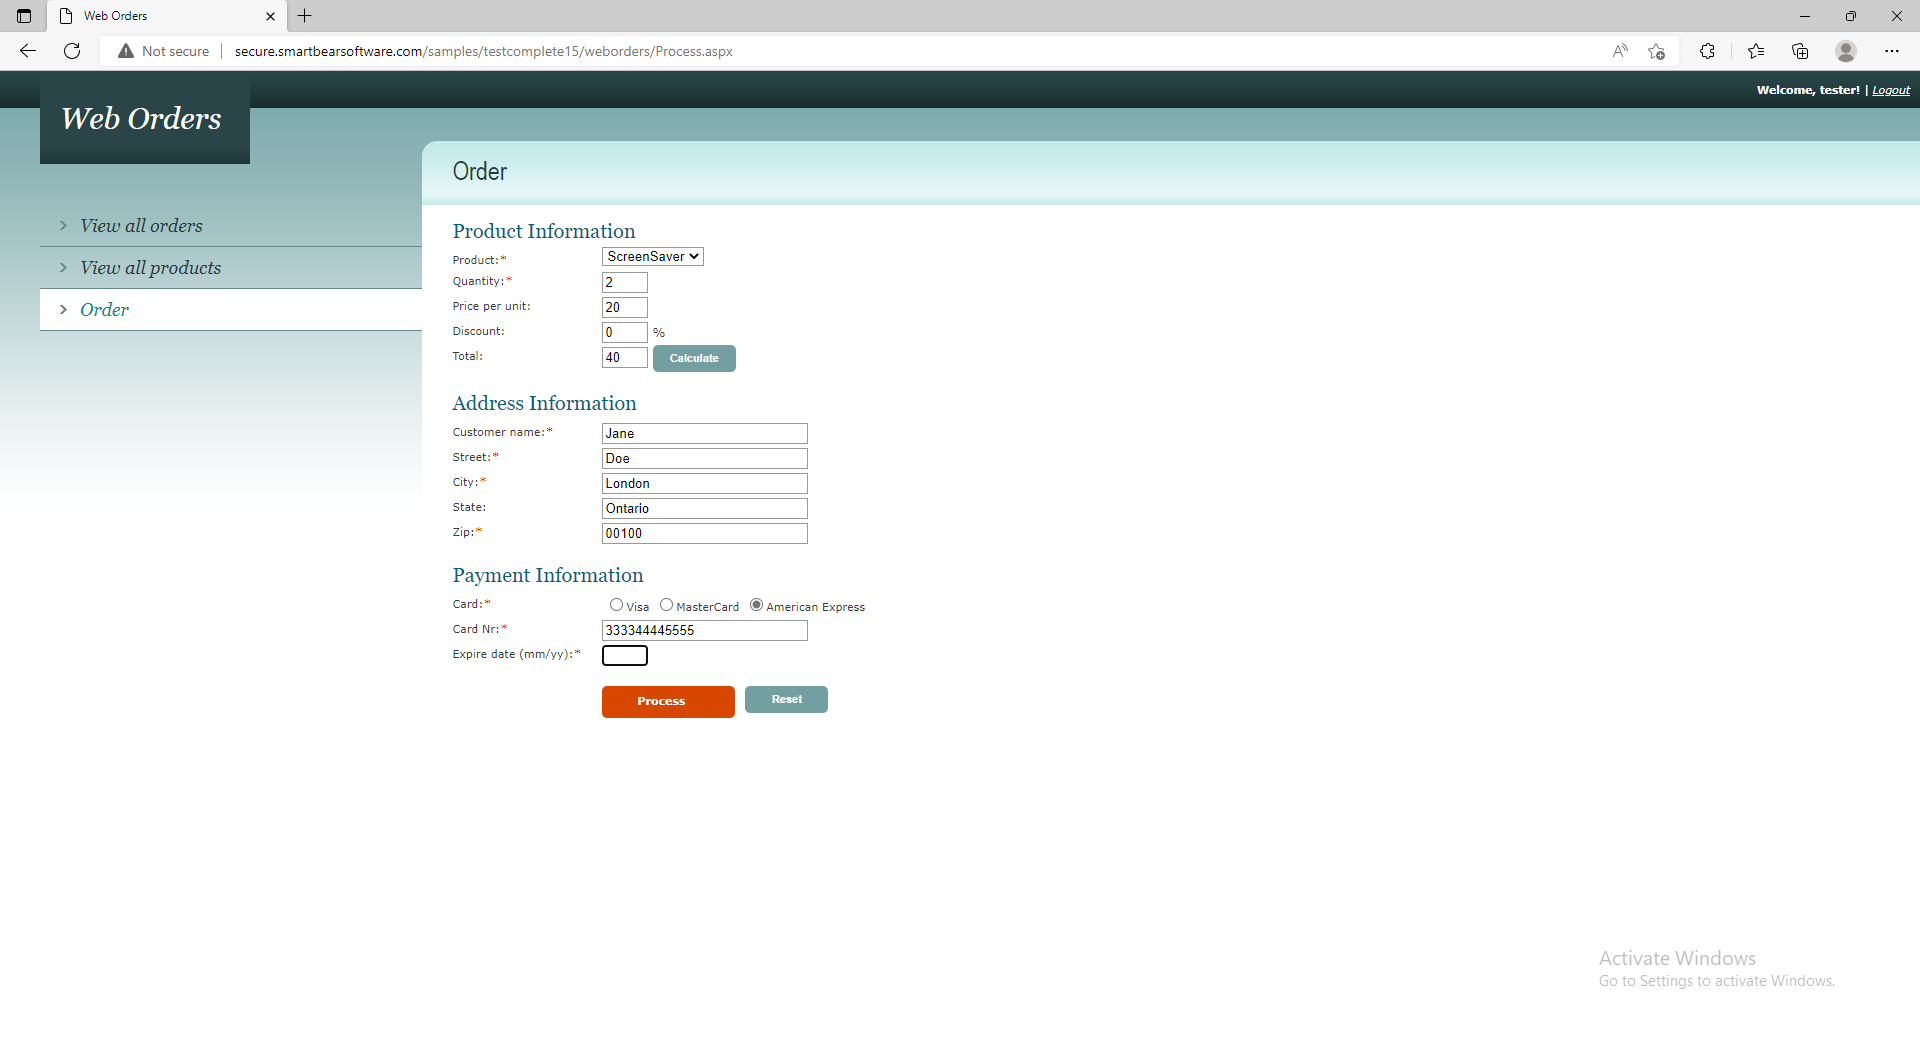 Web Orders
Not secure
secure.smartbearsoftware.com/samples/testcomplete15/weborders/Process.aspx
Welcome, tester! | Logout
Web Orders
Order
View all orders
View all products
Order
Product Information
Product:* ScreenSaver
Quantity:* 2
Price per unit: 20
Discount: 0 %
Total: 40 Calculate
Address Information
Customer name:* Jane
Street:* Doe
City:* London
State: Ontario
Zip:* 00100
Payment Information
Card:* Visa MasterCard American Express
Card Nr:* 333344445555
Expire date (mm/yy):*
Process Reset
Activate Windows
Go to Settings to activate Windows.